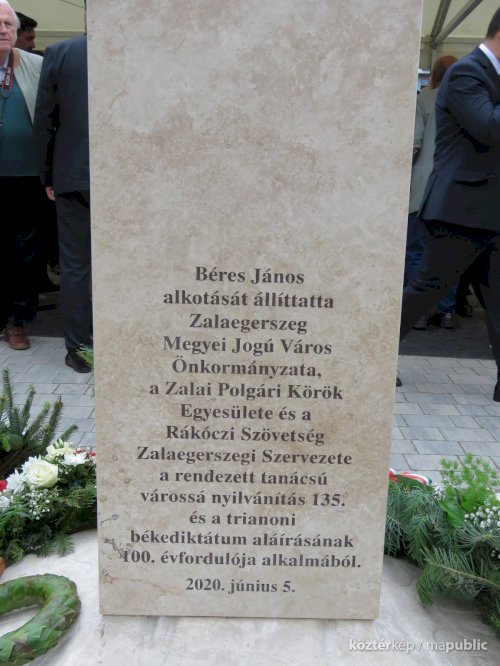 Béres János
alkotását állíttatta
Zalaegerszeg
Megyei Jogú Város
Önkormányzata,
a Zalai Polgári Körök
Egyesülete és a
Rákóczi Szövetség
Zalaegerszegi Szervezete
a rendezett tanácsú
várossá nyilvánítás 135.
és a trianoni
békediktátum aláírásának
100. évfordulója alkalmából.
2020. június 5.
köztérkép / mapublic